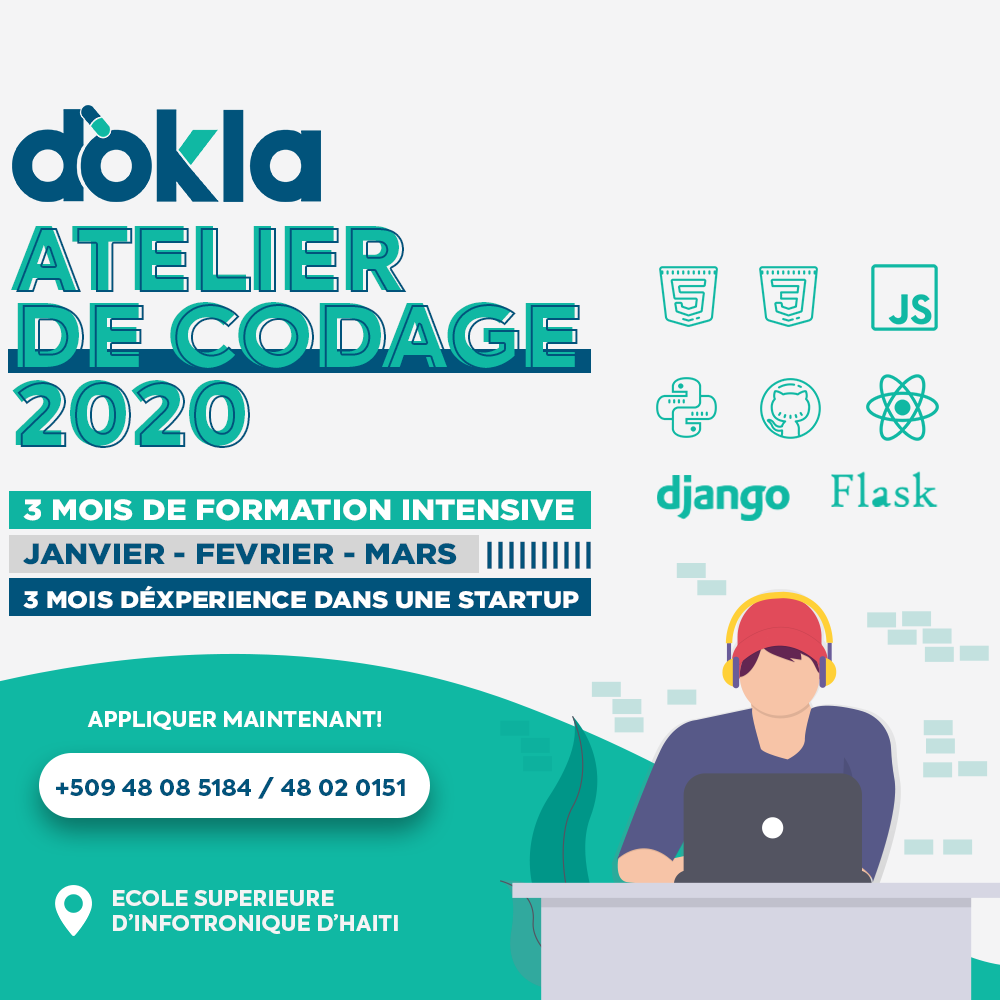 dòkla
ATELIER
DE CODAGE
2020
3 MOIS DE FORMATION INTENSIVE
JANVIER - FEVRIER - MARS
3 MOIS DÉXPERIENCE DANS UNE STARTUP
5 3 JS
django Flask
APPLIQUER MAINTENANT!
+509 48 08 5184 / 48 02 0151
ECOLE SUPERIEURE
D’INFOTRONIQUE D’HAITI